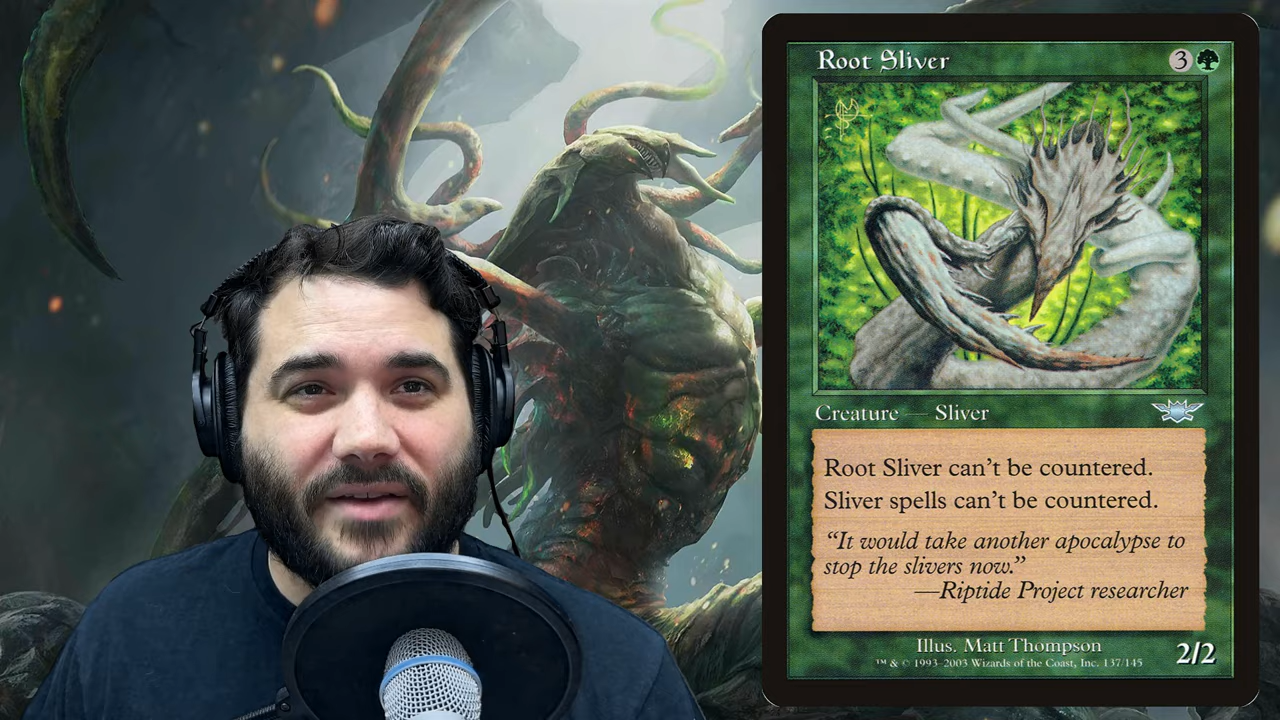 Root Sliver 3
Creature — Sliver
Root Sliver can't be countered.
Sliver spells can't be countered.
“It would take another apocalypse to
stop the slivers now.”
—Riptide Project researcher
Illus. Matt Thompson
™ & © 1993–2003 Wizards of the Coast, Inc. 137/145
2/2